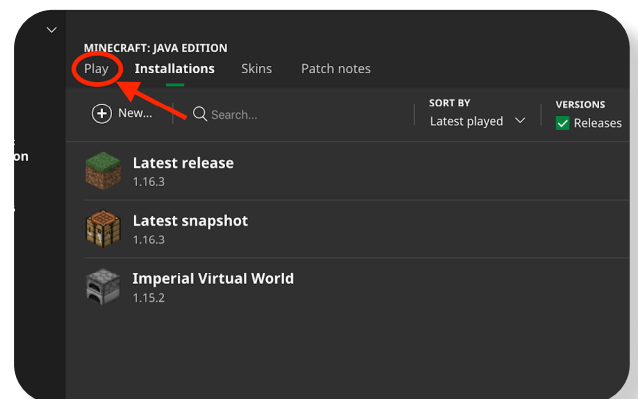 MINECRAFT: JAVA EDITION
Play Installations Skins Patch notes
New... Search... SORT BY Latest played VERSIONS Releases
on
Latest release
1.16.3
Latest snapshot
1.16.3
Imperial Virtual World
1.15.2